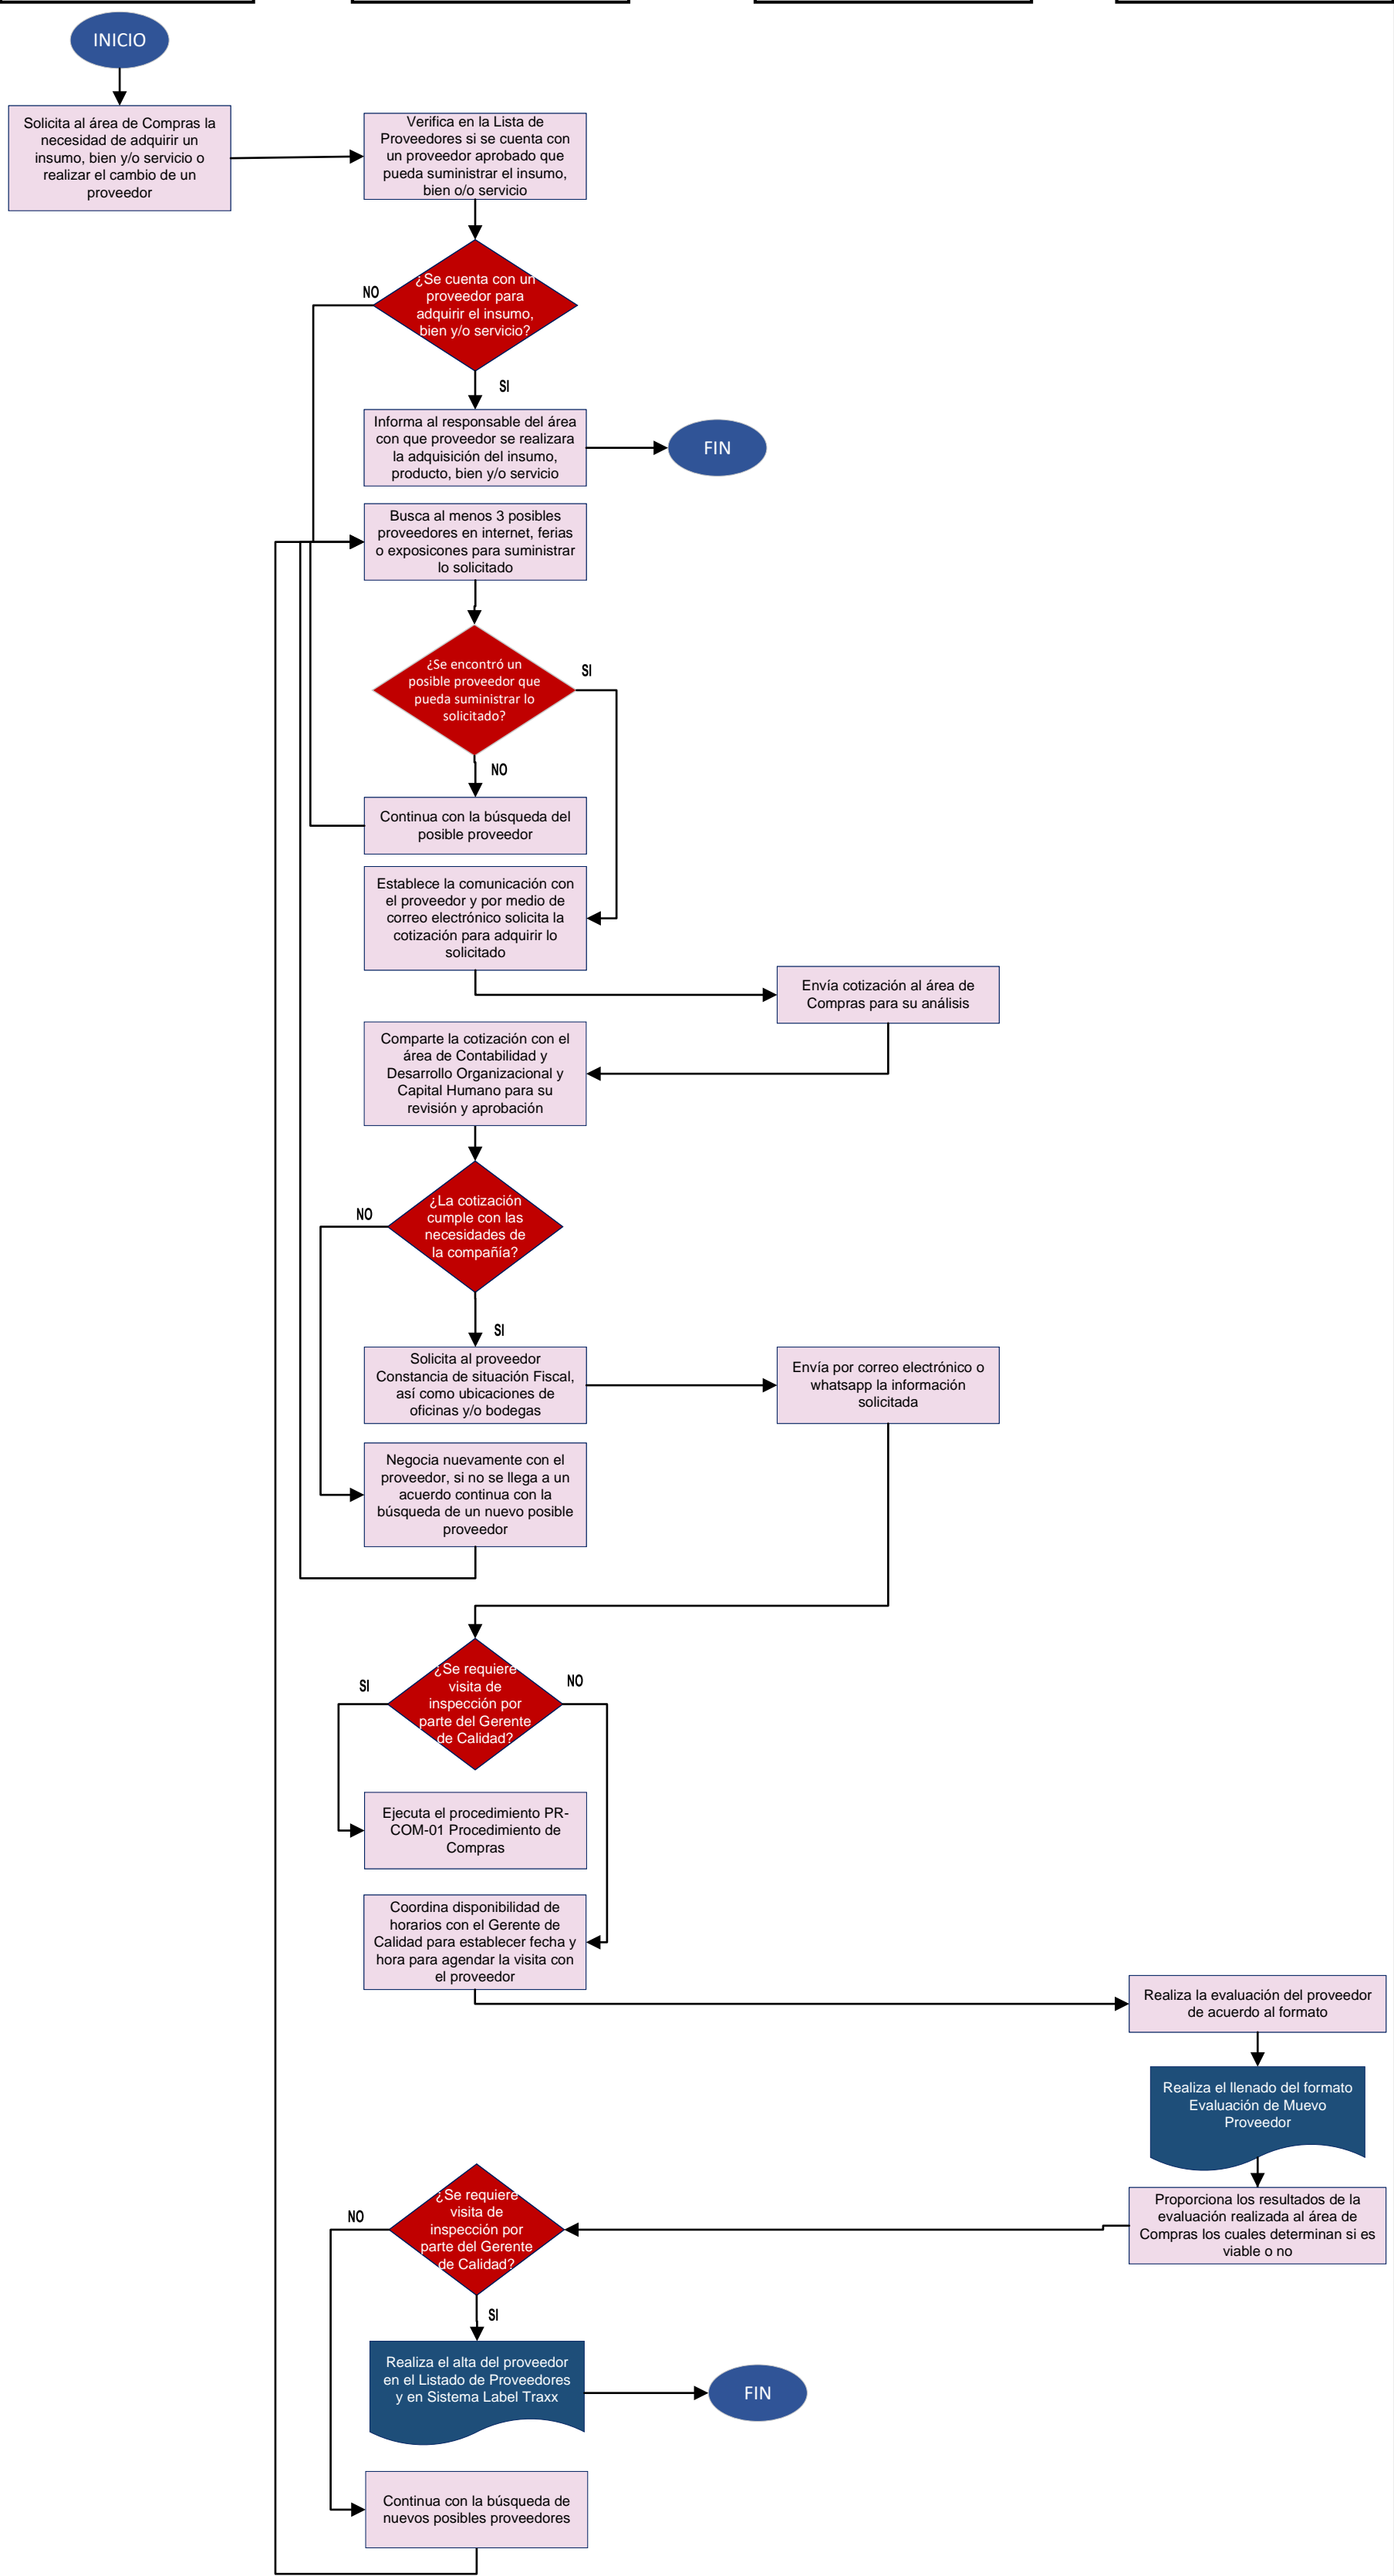 INICIO
Solicita al área de Compras la
necesidad de adquirir un
insumo, bien y/o servicio o
realizar el cambio de un
proveedor
Verifica en la Lista de
Proveedores si se cuenta con
un proveedor aprobado que
pueda suministrar el insumo,
bien o/o servicio
¿Se cuenta con un
proveedor para
adquirir el insumo,
bien y/o servicio?
NO
SI
Informa al responsable del área
con que proveedor se realizara
la adquisición del insumo,
producto, bien y/o servicio
FIN
Busca al menos 3 posibles
proveedores en internet, ferias
o exposicones para suministrar
lo solicitado
¿Se encontró un
posible proveedor que
pueda suministrar lo
solicitado?
SI
NO
Continua con la búsqueda del
posible proveedor
Establece la comunicación con
el proveedor y por medio de
correo electrónico solicita la
cotización para adquirir lo
solicitado
Envía cotización al área de
Compras para su análisis
Comparte la cotización con el
área de Contabilidad y
Desarrollo Organizacional y
Capital Humano para su
revisión y aprobación
¿La cotización
cumple con las
necesidades de
la compañía?
NO
SI
Solicita al proveedor
Constancia de situación Fiscal,
así como ubicaciones de
oficinas y/o bodegas
Envía por correo electrónico o
whatsapp la información
solicitada
Negocia nuevamente con el
proveedor, si no se llega a un
acuerdo continua con la
búsqueda de un nuevo posible
proveedor
¿Se requiere
visita de
inspección por
parte del Gerente
de Calidad?
SI
NO
Ejecuta el procedimiento PR-
COM-01 Procedimiento de
Compras
Coordina disponibilidad de
horarios con el Gerente de
Calidad para establecer fecha y
hora para agendar la visita con
el proveedor
Realiza la evaluación del proveedor
de acuerdo al formato
Realiza el llenado del formato
Evaluación de Muevo
Proveedor
Proporciona los resultados de la
evaluación realizada al área de
Compras los cuales determinan si es
viable o no
¿Se requiere
visita de
inspección por
parte del Gerente
de Calidad?
NO
SI
Realiza el alta del proveedor
en el Listado de Proveedores
y en Sistema Label Traxx
FIN
Continua con la búsqueda de
nuevos posibles proveedores